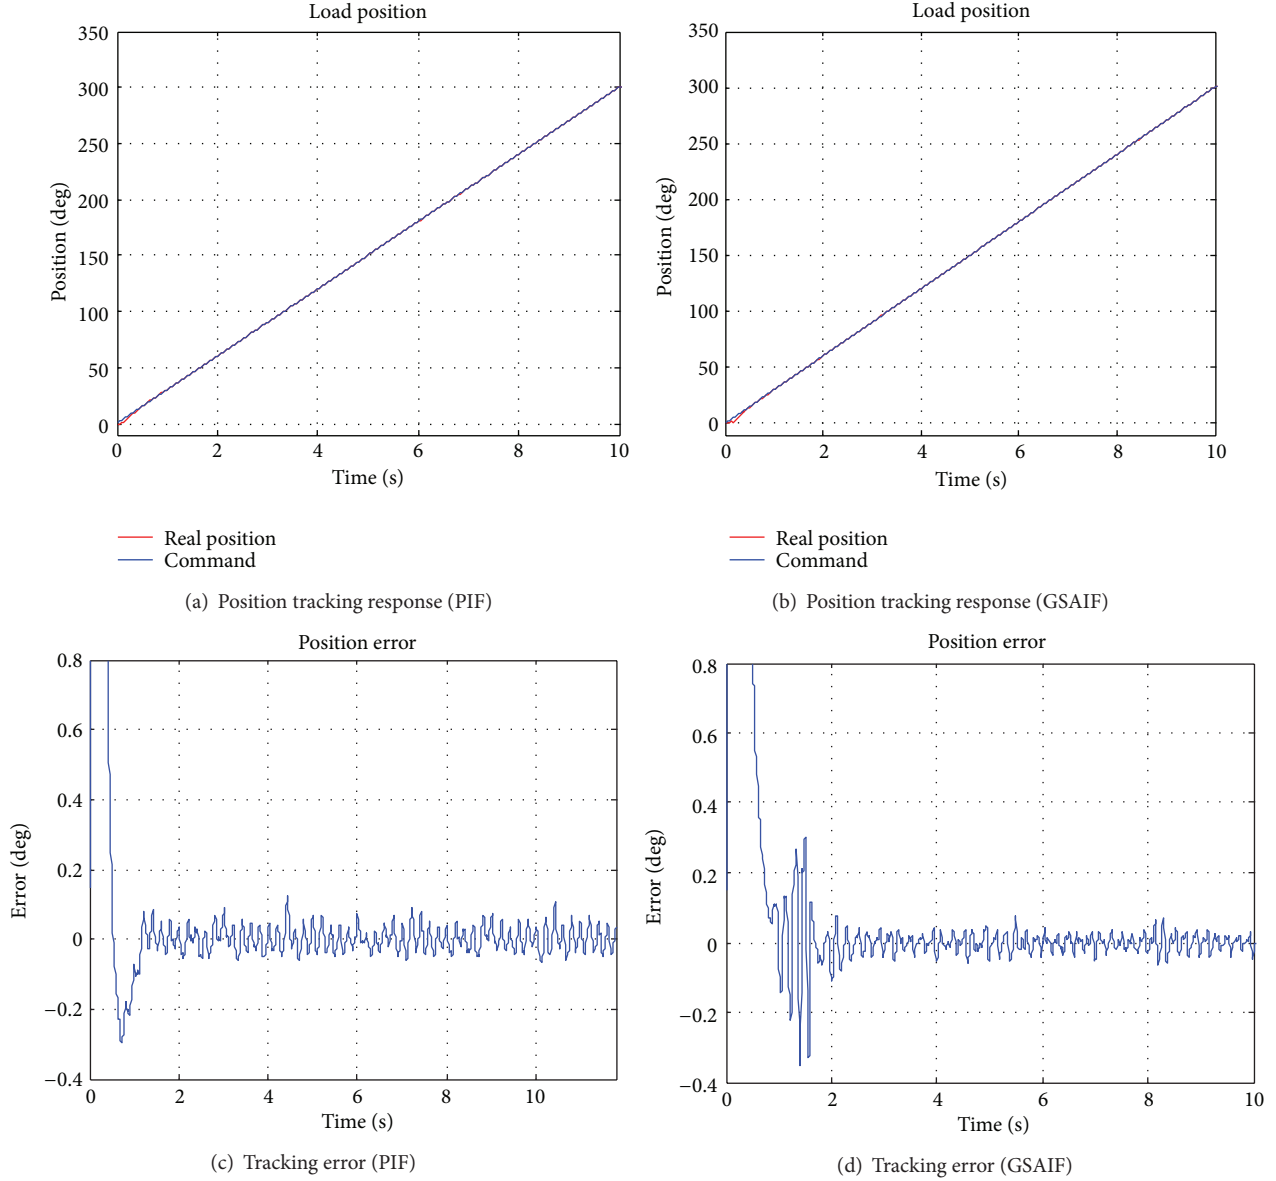 Load position
350
300
250
200
150
100
50
0
Position (deg)
0 2 4 6 8 10
Time (s)
Real position
Command
(a) Position tracking response (PIF)
Load position
350
300
250
200
150
100
50
0
Position (deg)
0 2 4 6 8 10
Time (s)
Real position
Command
(b) Position tracking response (GSAIF)
Position error
0.8
0.6
0.4
0.2
0
−0.2
−0.4
Error (deg)
0 2 4 6 8 10
Time (s)
(c) Tracking error (PIF)
Position error
0.8
0.6
0.4
0.2
0
−0.2
−0.4
Error (deg)
0 2 4 6 8 10
Time (s)
(d) Tracking error (GSAIF)